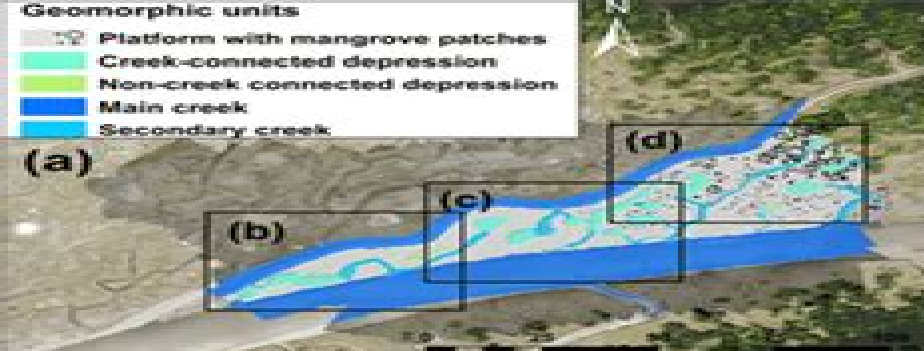 Geomorphic units
Platform with mangrove patches
Creek-connected depression
Non-creek connected depression
Main creek
Secondary creek
N
(a)
(b)
(c)
(d)